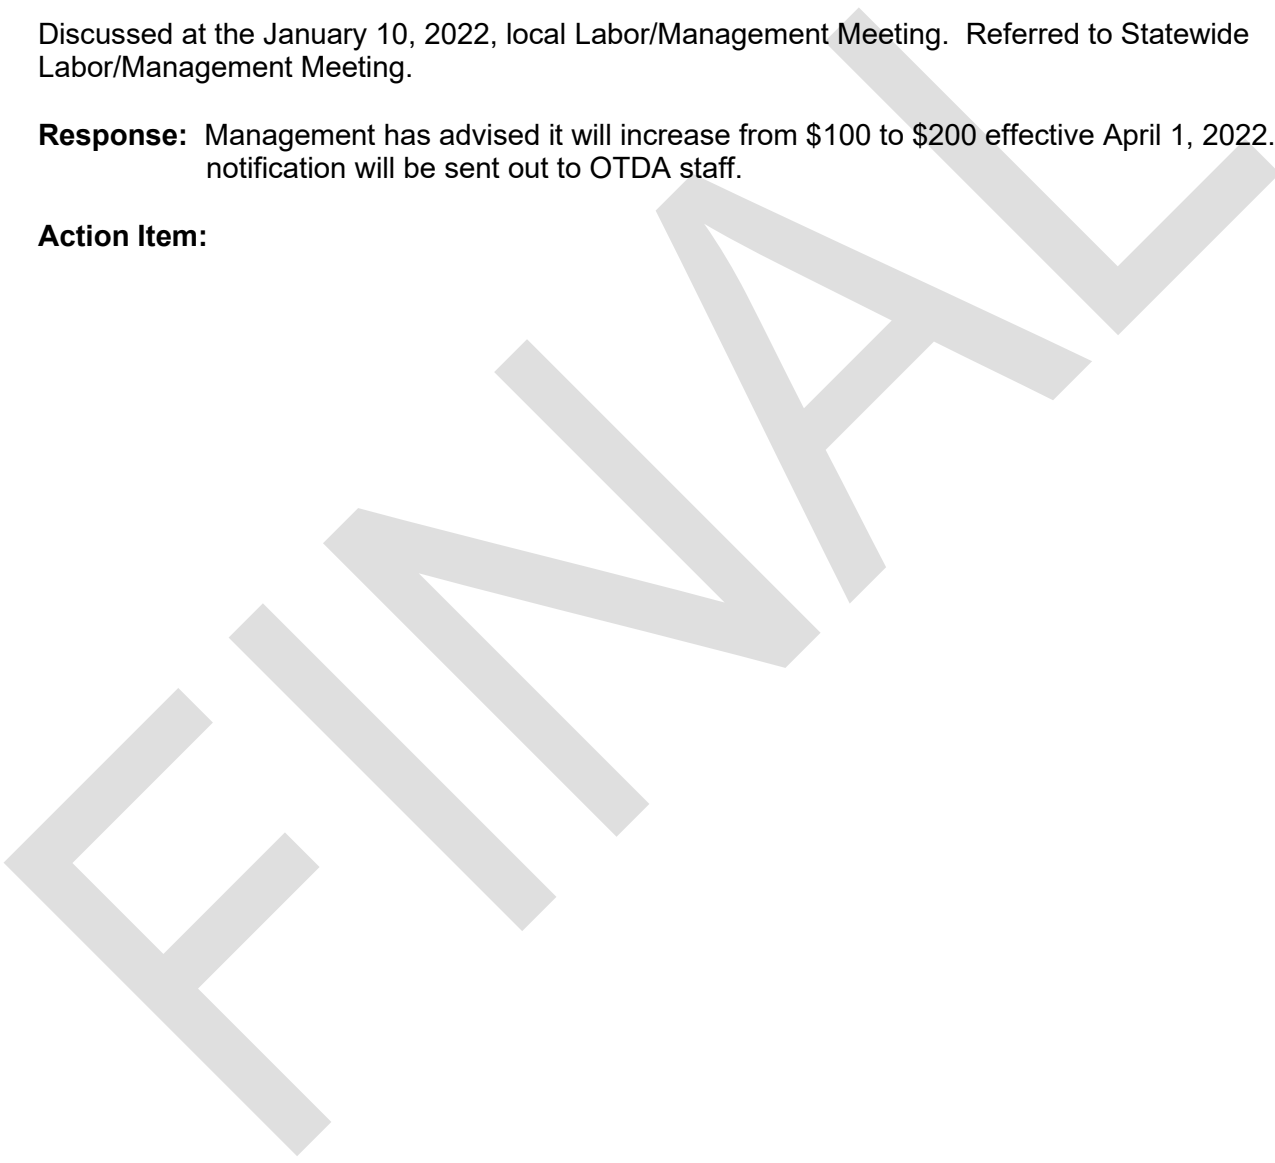 Discussed at the January 10, 2022, local Labor/Management Meeting.  Referred to Statewide
Labor/Management Meeting.
Response:  Management has advised it will increase from $100 to $200 effective April 1, 2022.
notification will be sent out to OTDA staff.
Action Item:
FINAL